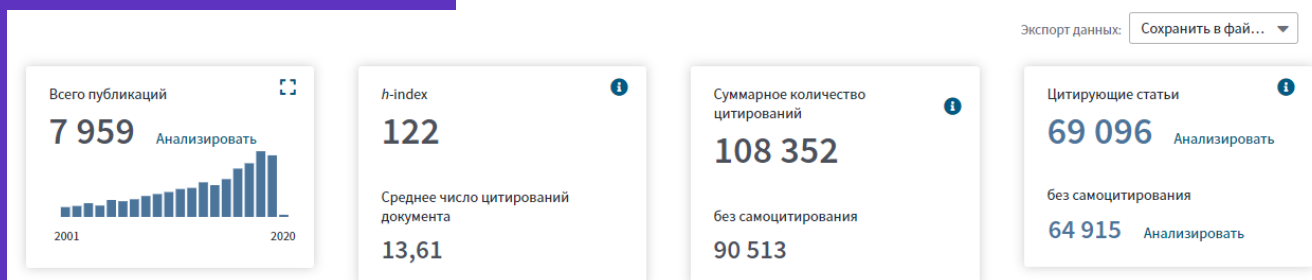 Экспорт данных: Сохранить в фай...
Всего публикаций
7 959 Анализировать
2001 2020
h-index
122
Среднее число цитирований
документа
13,61
Суммарное количество
цитирований
108 352
без самоцитирования
90 513
Цитирующие статьи
69 096 Анализировать
без самоцитирования
64 915 Анализировать